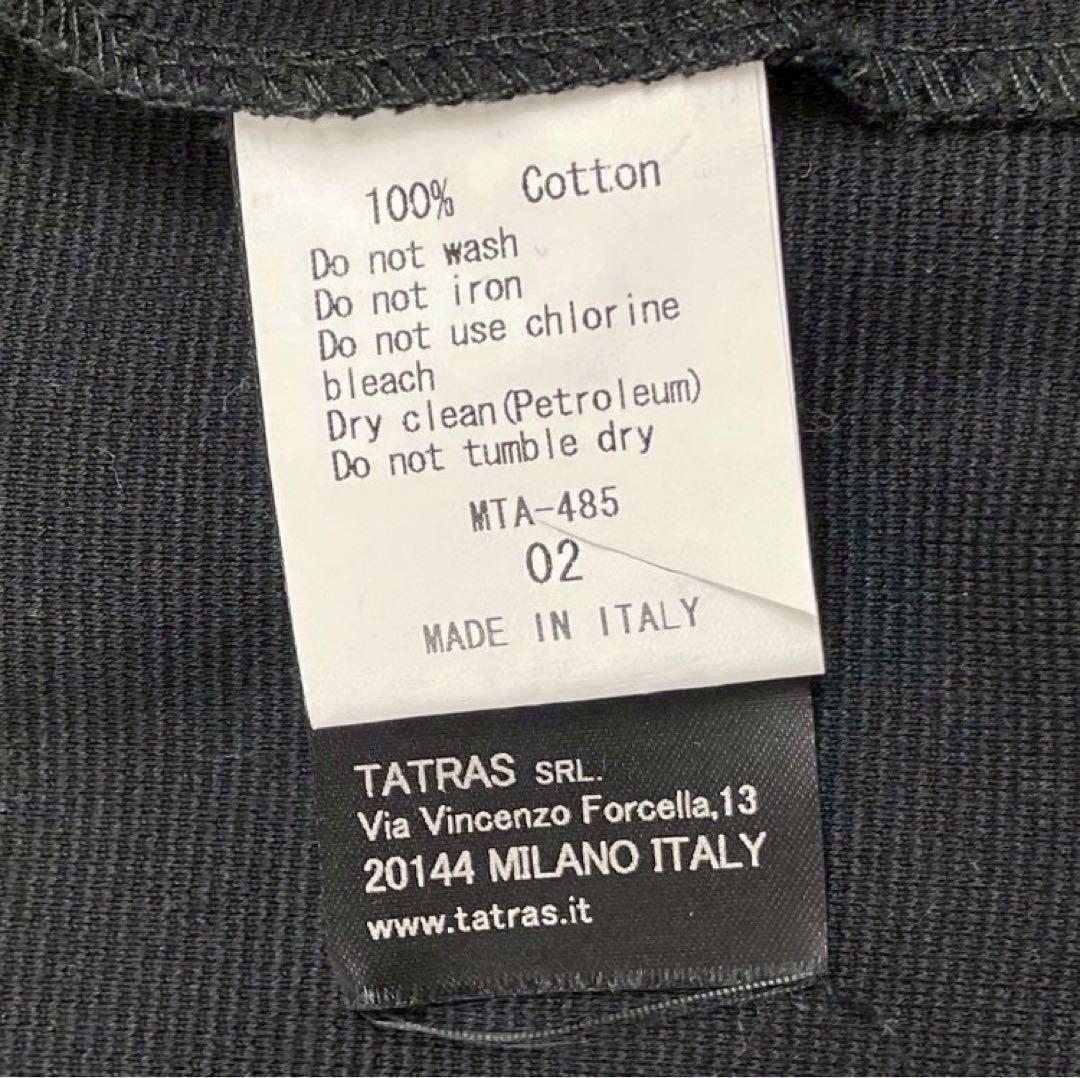 100% Cotton
Do not wash
Do not iron
Do not use chlorine
bleach
Dry clean(Petroleum)
Do not tumble dry
MTA-485
02
MADE IN ITALY
TATRAS SRL.
Via Vincenzo Forcella,13
20144 MILANO ITALY
www.tatras.it